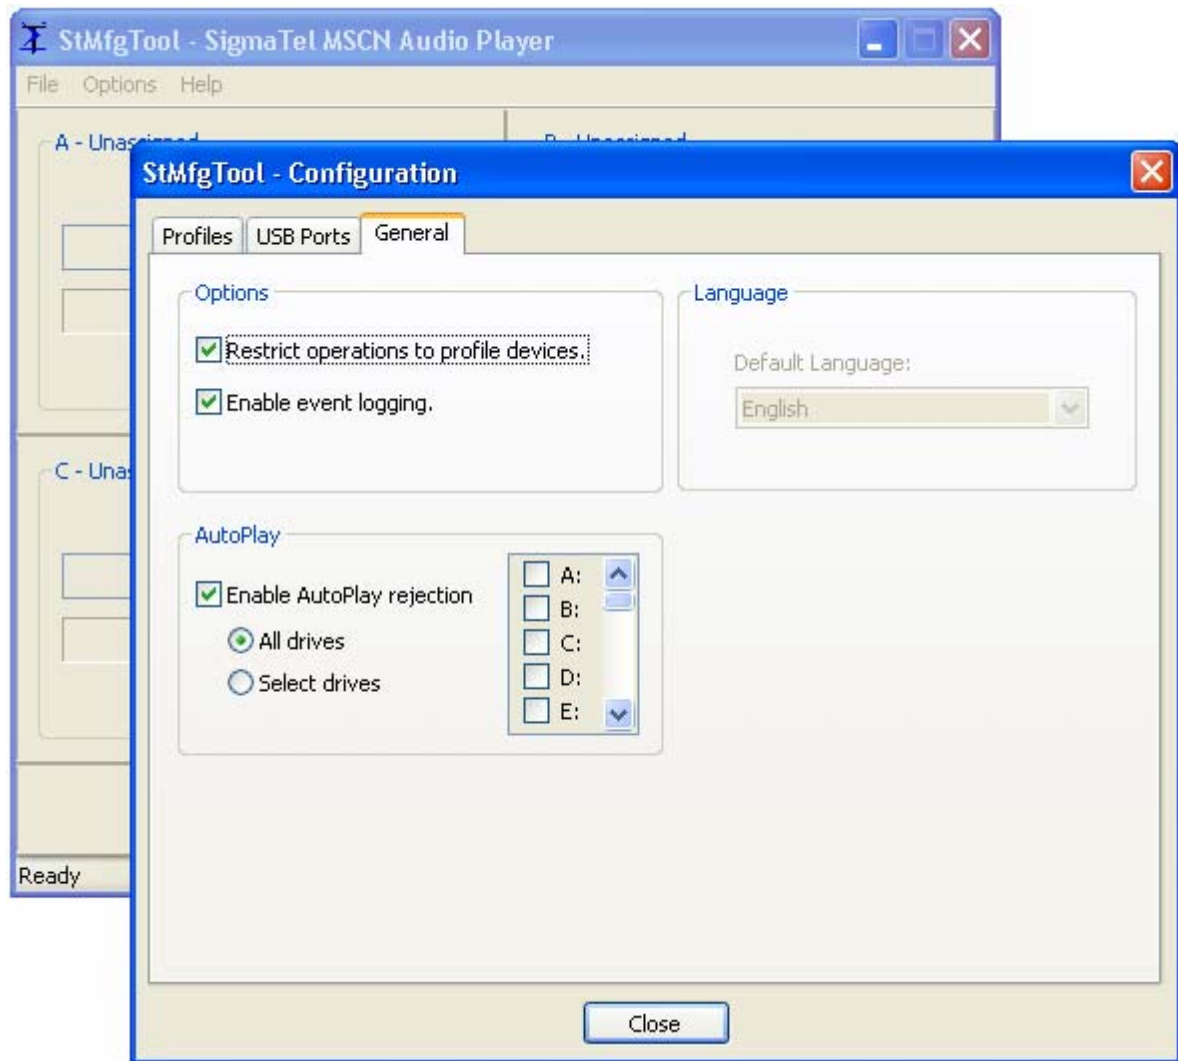 StMfgTool - SigmaTel MSCN Audio Player
File Options Help
A - Unassigned
B - Unassigned
StMfgTool - Configuration
Profiles
USB Ports
General
Options
Restrict operations to profile devices.
Enable event logging.
Language
Default Language:
English
C - Unas
AutoPlay
Enable AutoPlay rejection
All drives
Select drives
A:
B:
C:
D:
E:
Ready
Close